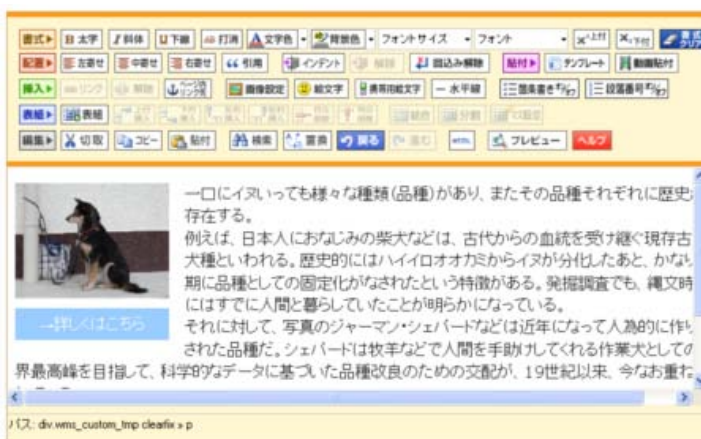 書式▶ B 太字 I 斜体 U 下線 打消 A 文字色 背景色 フォントサイズ フォント x² 上付 x₂ 下付 書式クリア
配置▶ 左寄せ 中寄せ 右寄せ 引用 インデント 解除 回込み解除 貼付▶ テンプレート 動画貼付
挿入▶ リンク 解除 画像設定 絵文字 携帯用絵文字 水平線 箇条書き 段落番号
表組▶ 表組 結合 分割
編集▶ 切取 コピー 貼付 検索 置換 戻る 進む HTML プレビュー ヘルプ
一口にイヌいっても様々な種類(品種)があり、またその品種それぞれに歴史
存在する。
例えば、日本人におなじみの柴犬などは、古代からの血統を受け継ぐ現存古
犬種といわれる。歴史的にはハイイロオオカミからイヌが分化したあと、かなり
期に品種としての固定化がなされたという特徴がある。発掘調査でも、縄文時
にはすでに人間と暮らしていたことが明らかになっている。
→詳しくはこちら
それに対して、写真のジャーマン・シェパードなどは近年になって人為的に作り
された品種だ。シェパードは牧羊などで人間を手助けしてくれる作業犬としての
界最高峰を目指して、科学的なデータに基づいた品種改良のための交配が、19世紀以来、今なお重ね
パス: div.wms_custom_tmp clearfix » p